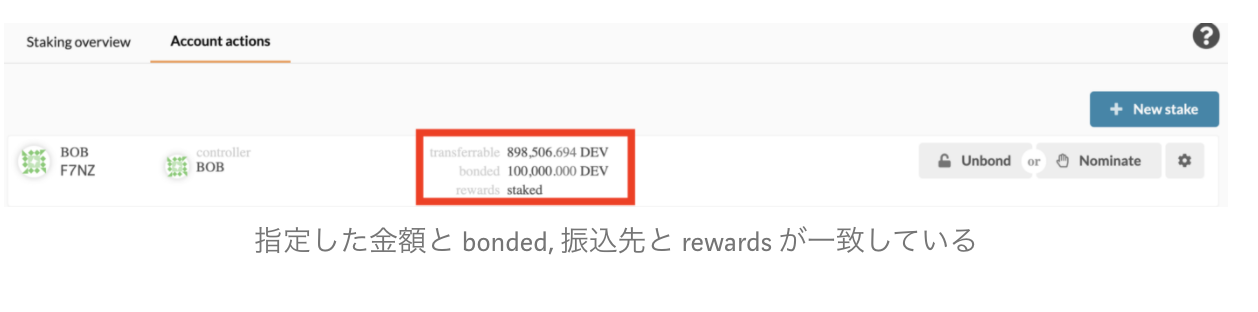 Staking overview Account actions
?
+ New stake
BOB controller transferrable 898,506.694 DEV
F7NZ BOB bonded 100,000.000 DEV Unbond or Nominate
rewards staked
指定した金額と bonded, 振込先と rewards が一致している